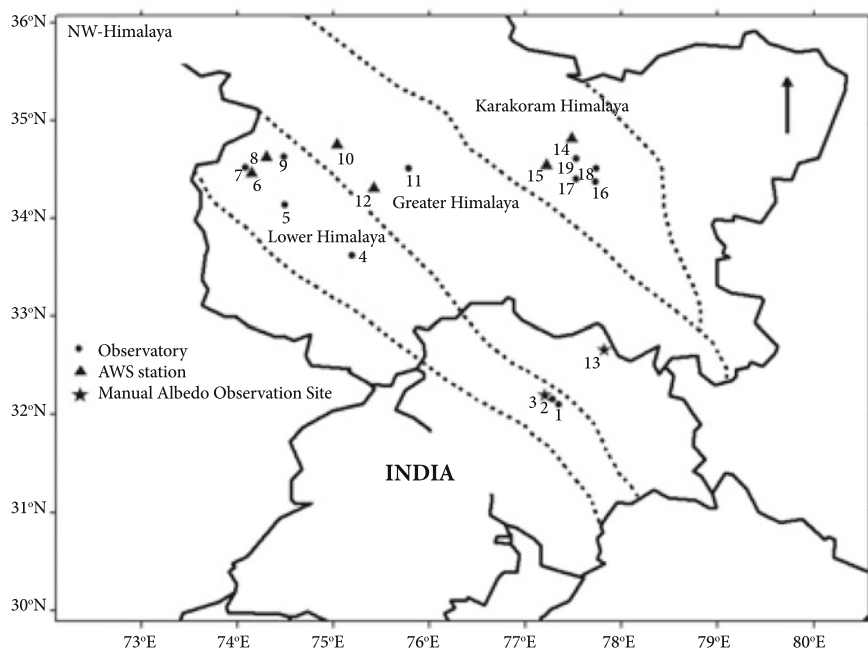 36°N
NW-Himalaya
35°N
Karakoram Himalaya
14
8
9
10
7
6
19
15
18
11
17
16
12
34°N
Greater Himalaya
5
Lower Himalaya
4
33°N
Observatory
13
AWS station
Manual Albedo Observation Site
32°N
3 2 1
INDIA
31°N
30°N
73°E 74°E 75°E 76°E 77°E 78°E 79°E 80°E